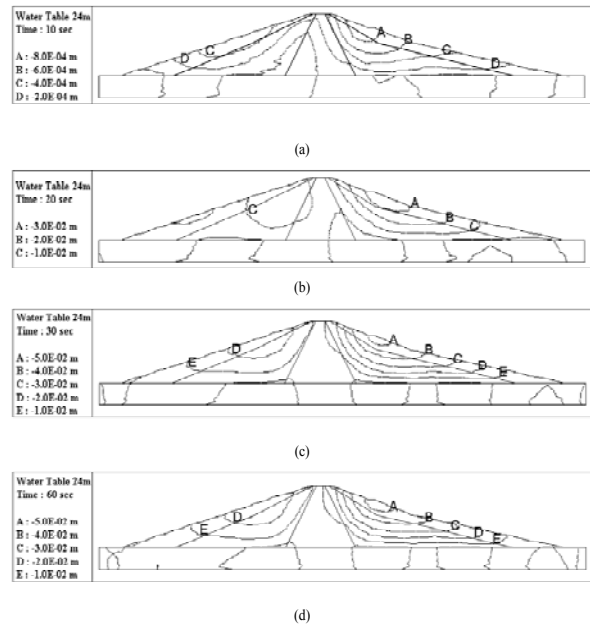 Water Table 24m
Time : 10 sec
A : -8.0E-04 m
B : -6.0E-04 m
C : -4.0E-04 m
D : -2.0E-04 m
A
B
C
D
C
D
(a)
Water Table 24m
Time : 20 sec
A : -3.0E-02 m
B : -2.0E-02 m
C : -1.0E-02 m
A
C
B
C
(b)
Water Table 24m
Time : 30 sec
A : -5.0E-02 m
B : -4.0E-02 m
C : -3.0E-02 m
D : -2.0E-02 m
E : -1.0E-02 m
A
D
B
E
C
D
E
(c)
Water Table 24m
Time : 60 sec
A : -5.0E-02 m
B : -4.0E-02 m
C : -3.0E-02 m
D : -2.0E-02 m
E : -1.0E-02 m
A
D
B
E
C
D
E
(d)